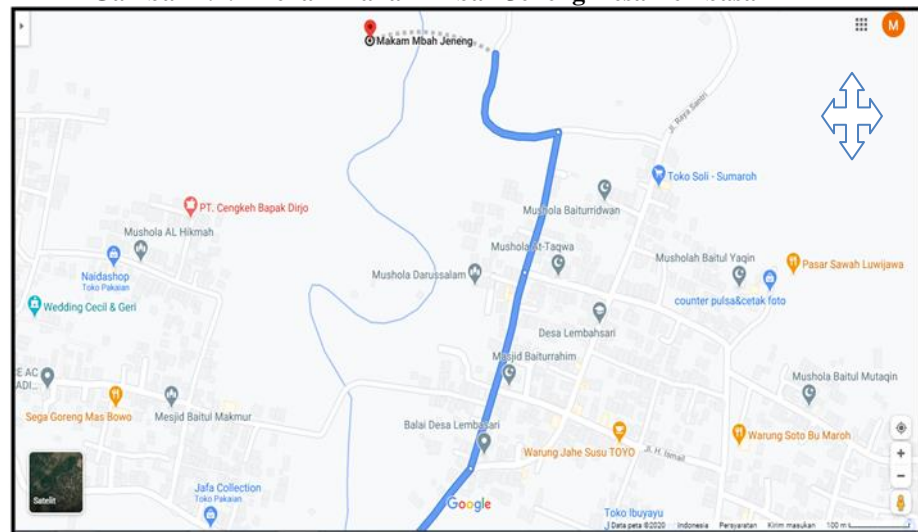 Makam Mbah Jeneng
M
Jl. Raya Santri
Toko Soli - Sumaroh
PT. Cengkeh Bapak Dirjo
Mushola Baiturridwan
Mushola AL Hikmah
Mushola At-Taqwa
Musholah Baitul Yaqin
Pasar Sawah Luwijawa
Naidashop
Toko Pakaian
Mushola Darussalam
counter pulsa&cetak foto
Wedding Cecil & Geri
Desa Lembahsari
Masjid Baiturrahim
RE AC
ADI...
Mushola Baitul Mutaqin
Sega Goreng Mas Bowo
Mesjid Baitul Makmur
Balai Desa Lembasari
Warung Soto Bu Maroh
Warung Jahe Susu TOYO
Jl. H. Ismail
Satelit
Jafa Collection
Toko Pakaian
Google
Toko Ibuyayu
Data peta ©2020 Indonesia Persyaratan Kirim masukan 100 m